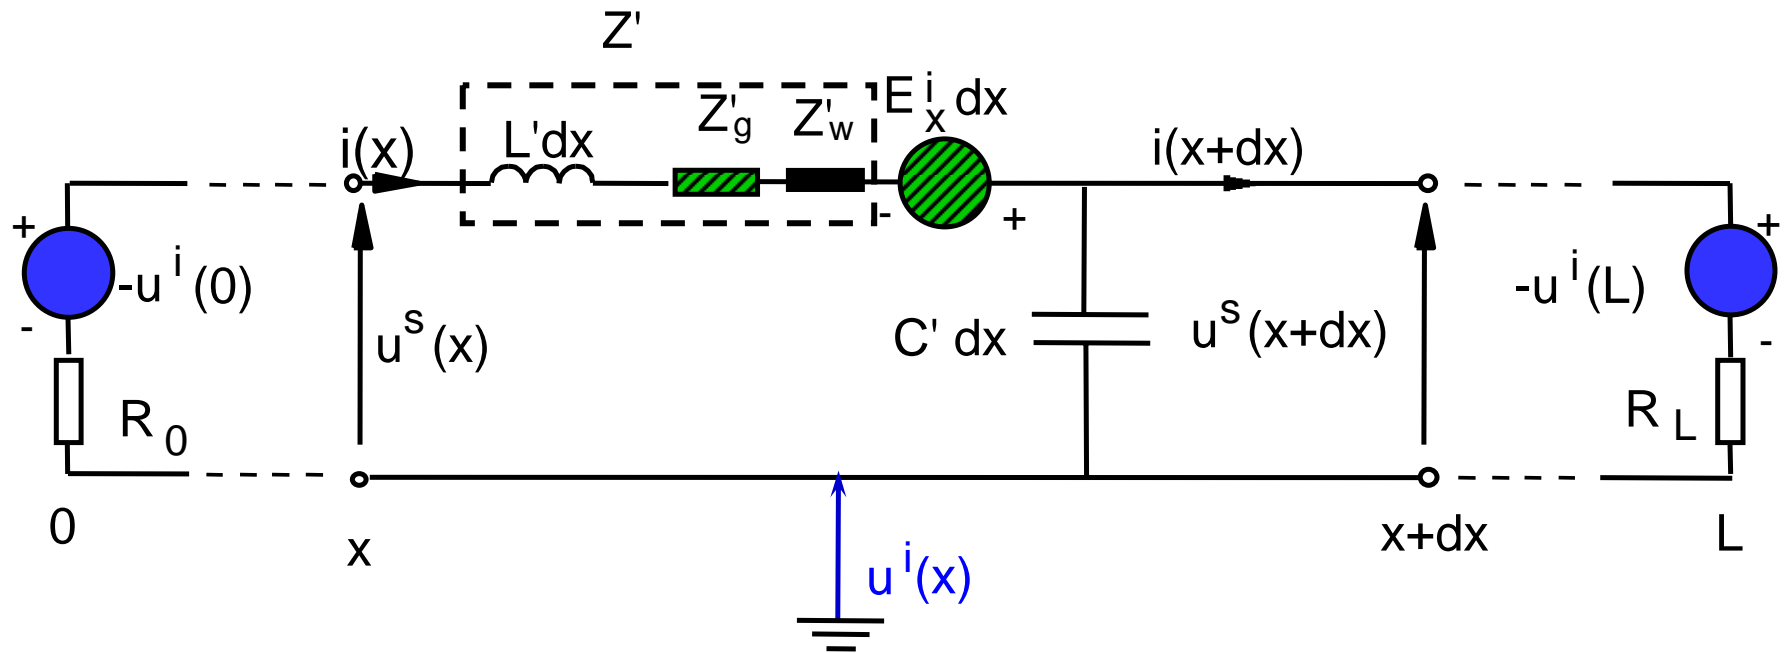 Z'
E i x dx
Z'g Z'w
L'dx
i(x)
i(x+dx)
- +
+ +
-u i (0)
-u i (L)
- -
u s (x)
C' dx
u s (x+dx)
R 0
R L
0
x
u i (x)
x+dx
L